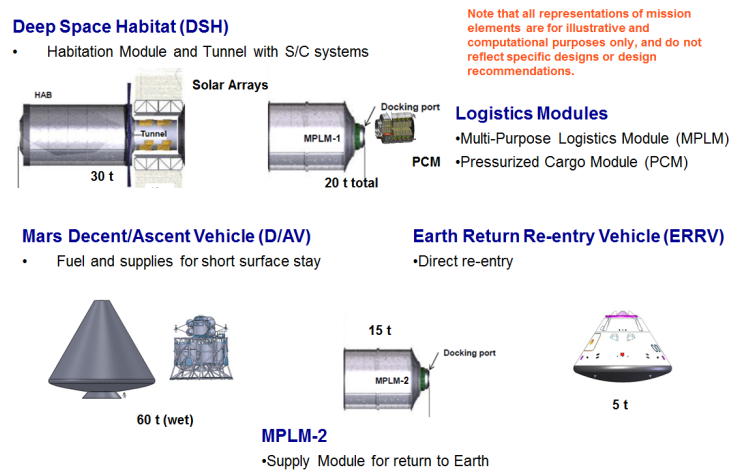 Deep Space Habitat (DSH)
• Habitation Module and Tunnel with S/C systems
Note that all representations of mission
elements are for illustrative and
computational purposes only, and do not
reflect specific designs or design
recommendations.
Solar Arrays
HAB
Tunnel
30 t
MPLM-1
Docking port
PCM
20 t total
Logistics Modules
•Multi-Purpose Logistics Module (MPLM)
•Pressurized Cargo Module (PCM)
Mars Decent/Ascent Vehicle (D/AV)
• Fuel and supplies for short surface stay
60 t (wet)
Earth Return Re-entry Vehicle (ERRV)
•Direct re-entry
5 t
15 t
Docking port
MPLM-2
MPLM-2
•Supply Module for return to Earth